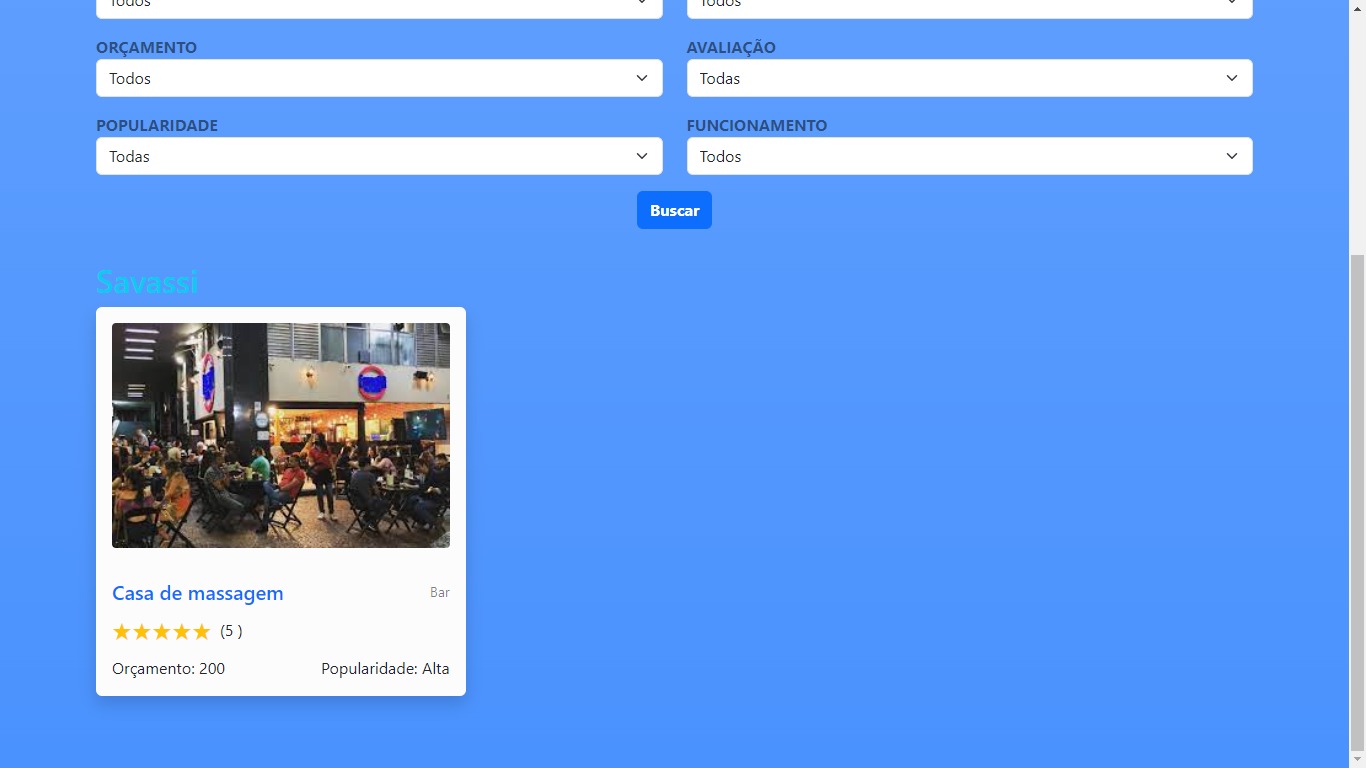 Todos
Todos
ORÇAMENTO
AVALIAÇÃO
Todos
Todas
POPULARIDADE
FUNCIONAMENTO
Todas
Todos
Buscar
Savassi
Casa de massagem
Bar
(5 )
Orçamento: 200
Popularidade: Alta